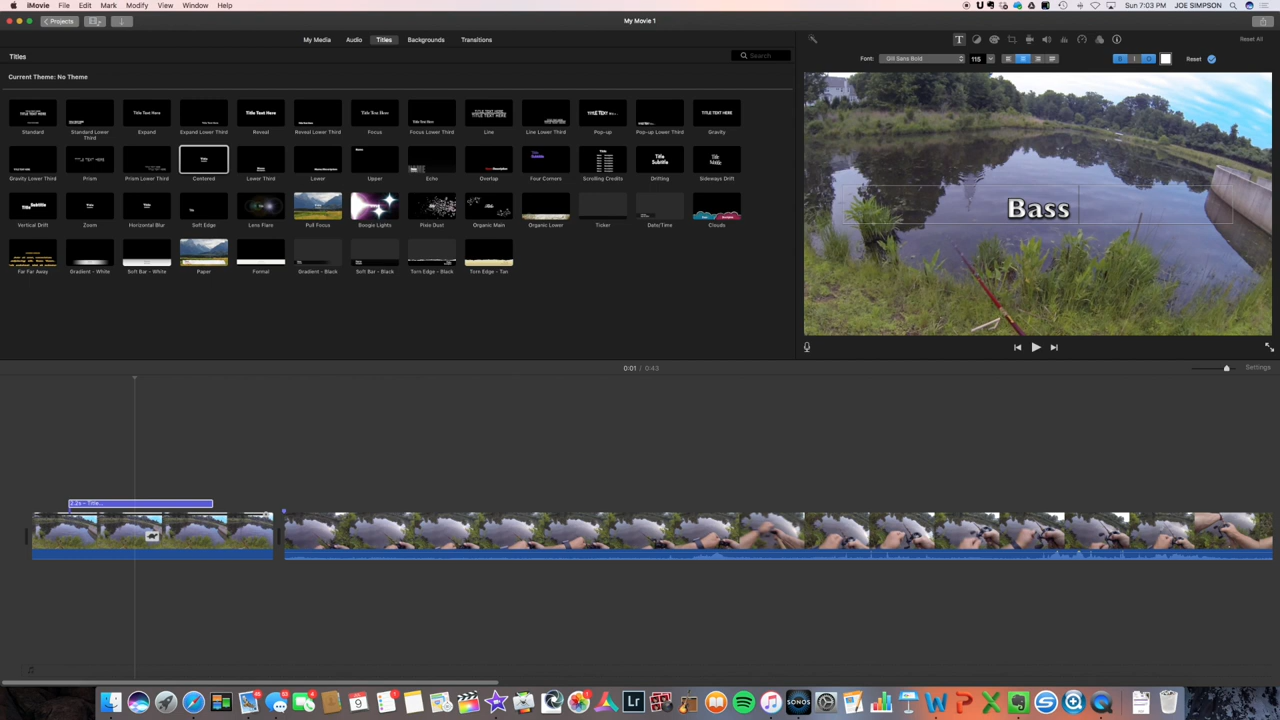 iMovie File Edit Mark Modify View Window Help
Sun 7:03 PM JOE SIMPSON
Projects
My Movie 1
My Media Audio Titles Backgrounds Transitions
Reset All
Titles
Search
Font: Gill Sans Bold 115 Reset
Current Theme: No Theme
Standard Standard Lower Third Expand Expand Lower Third Reveal Reveal Lower Third Focus Focus Lower Third Line Line Lower Third Pop-up Pop-up Lower Third Gravity
Gravity Lower Third Prism Prism Lower Third Centered Lower Third Lower Upper Echo Overlap Four Corners Scrolling Credits Drifting Sideways Drift
Vertical Drift Zoom Horizontal Blur Soft Edge Lens Flare Pull Focus Boogie Lights Pixie Dust Organic Main Organic Lower Ticker Date/Time Clouds
Far Far Away Gradient - White Soft Bar - White Paper Formal Gradient - Black Soft Bar - Black Torn Edge - Black Torn Edge - Tan
Bass
0:01 / 0:43
Settings
2.2s – Title...
Lr
SONOS